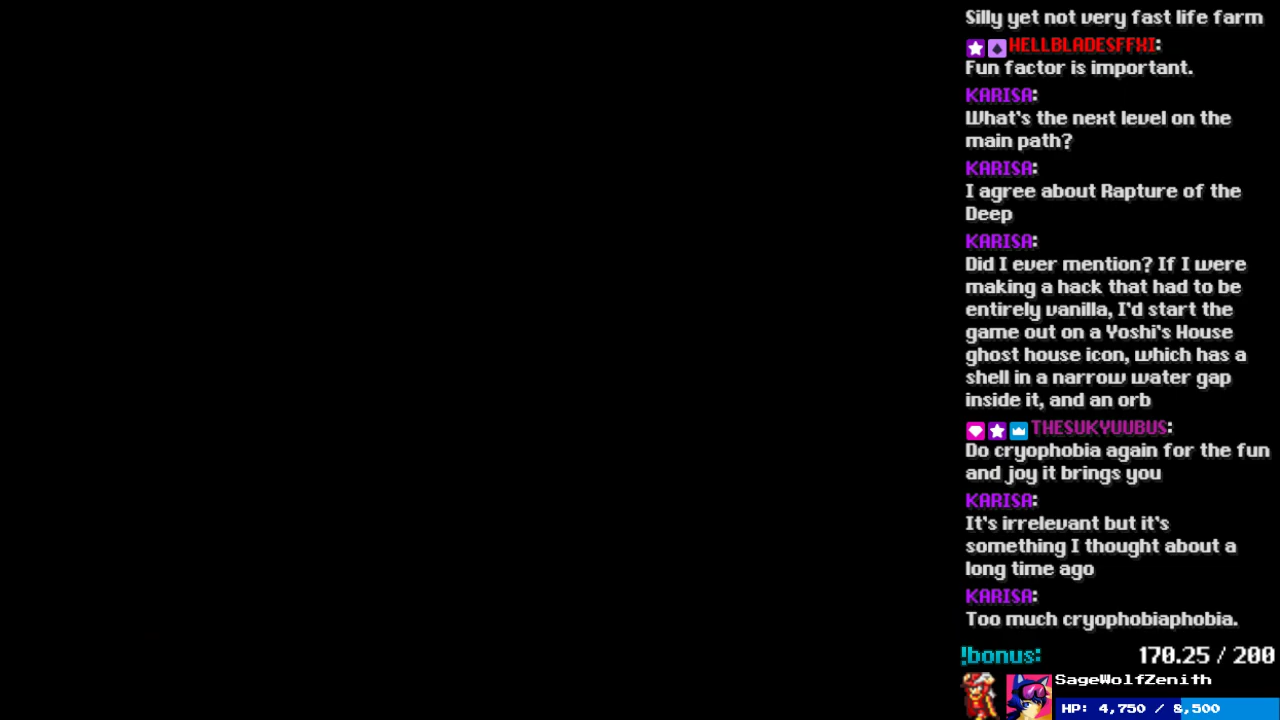 Silly yet not very fast life farm
HELLBLADESFFXI:
Fun factor is important.
KARISA:
What's the next level on the
main path?
KARISA:
I agree about Rapture of the
Deep
KARISA:
Did I ever mention? If I were
making a hack that had to be
entirely vanilla, I'd start the
game out on a Yoshi's House
ghost house icon, which has a
shell in a narrow water gap
inside it, and an orb
THESUKYUUBUS:
Do cryophobia again for the fun
and joy it brings you
KARISA:
It's irrelevant but it's
something I thought about a
long time ago
KARISA:
Too much cryophobiaphobia.
!bonus: 170.25 / 200
SageWolfZenith
HP: 4,750 / 8,500